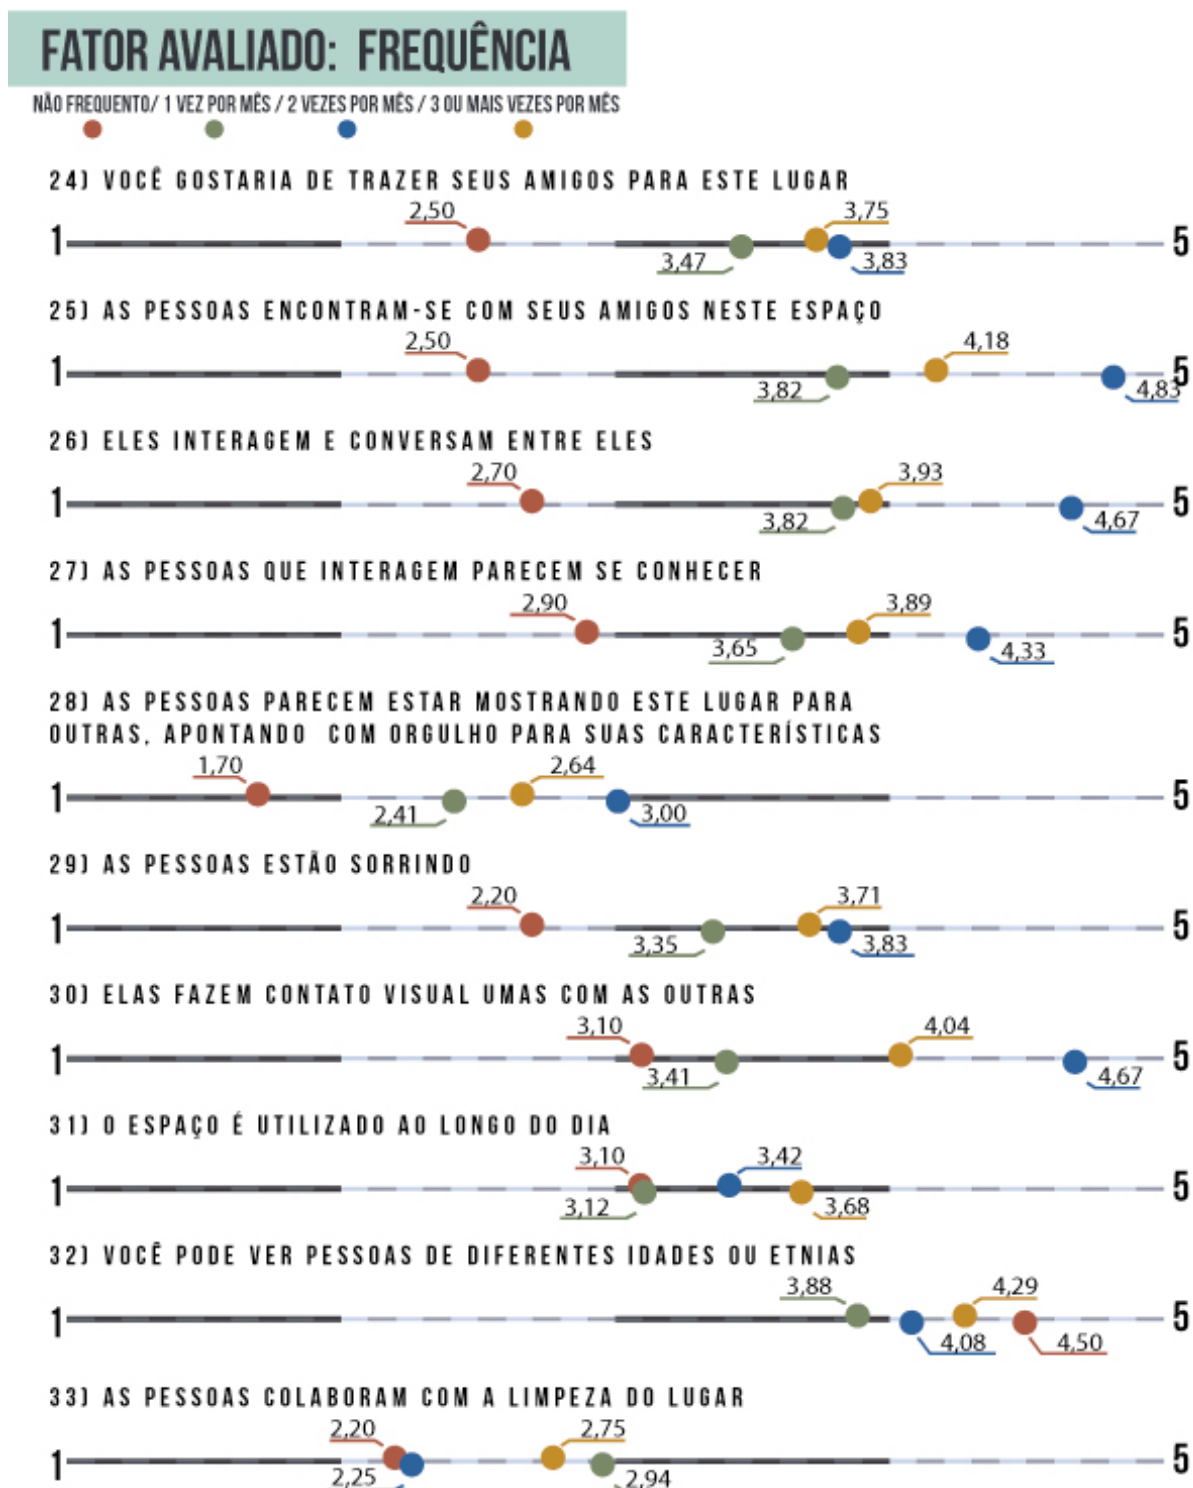 FATOR AVALIADO: FREQUÊNCIA
NÃO FREQUENTO/ 1 VEZ POR MÊS / 2 VEZES POR MÊS / 3 OU MAIS VEZES POR MÊS
24) VOCÊ GOSTARIA DE TRAZER SEUS AMIGOS PARA ESTE LUGAR
2,50 3,75
1 5
3,47 3,83
25) AS PESSOAS ENCONTRAM-SE COM SEUS AMIGOS NESTE ESPAÇO
2,50 4,18
1 5
3,82 4,83
26) ELES INTERAGEM E CONVERSAM ENTRE ELES
2,70 3,93
1 5
3,82 4,67
27) AS PESSOAS QUE INTERAGEM PARECEM SE CONHECER
2,90 3,89
1 5
3,65 4,33
28) AS PESSOAS PARECEM ESTAR MOSTRANDO ESTE LUGAR PARA
OUTRAS, APONTANDO COM ORGULHO PARA SUAS CARACTERÍSTICAS
1,70 2,64
1 5
2,41 3,00
29) AS PESSOAS ESTÃO SORRINDO
2,20 3,71
1 5
3,35 3,83
30) ELAS FAZEM CONTATO VISUAL UMAS COM AS OUTRAS
3,10 4,04
1 5
3,41 4,67
31) O ESPAÇO É UTILIZADO AO LONGO DO DIA
3,10 3,42
1 5
3,12 3,68
32) VOCÊ PODE VER PESSOAS DE DIFERENTES IDADES OU ETNIAS
3,88 4,29
1 5
4,08 4,50
33) AS PESSOAS COLABORAM COM A LIMPEZA DO LUGAR
2,20 2,75
1 5
2,25 2,94